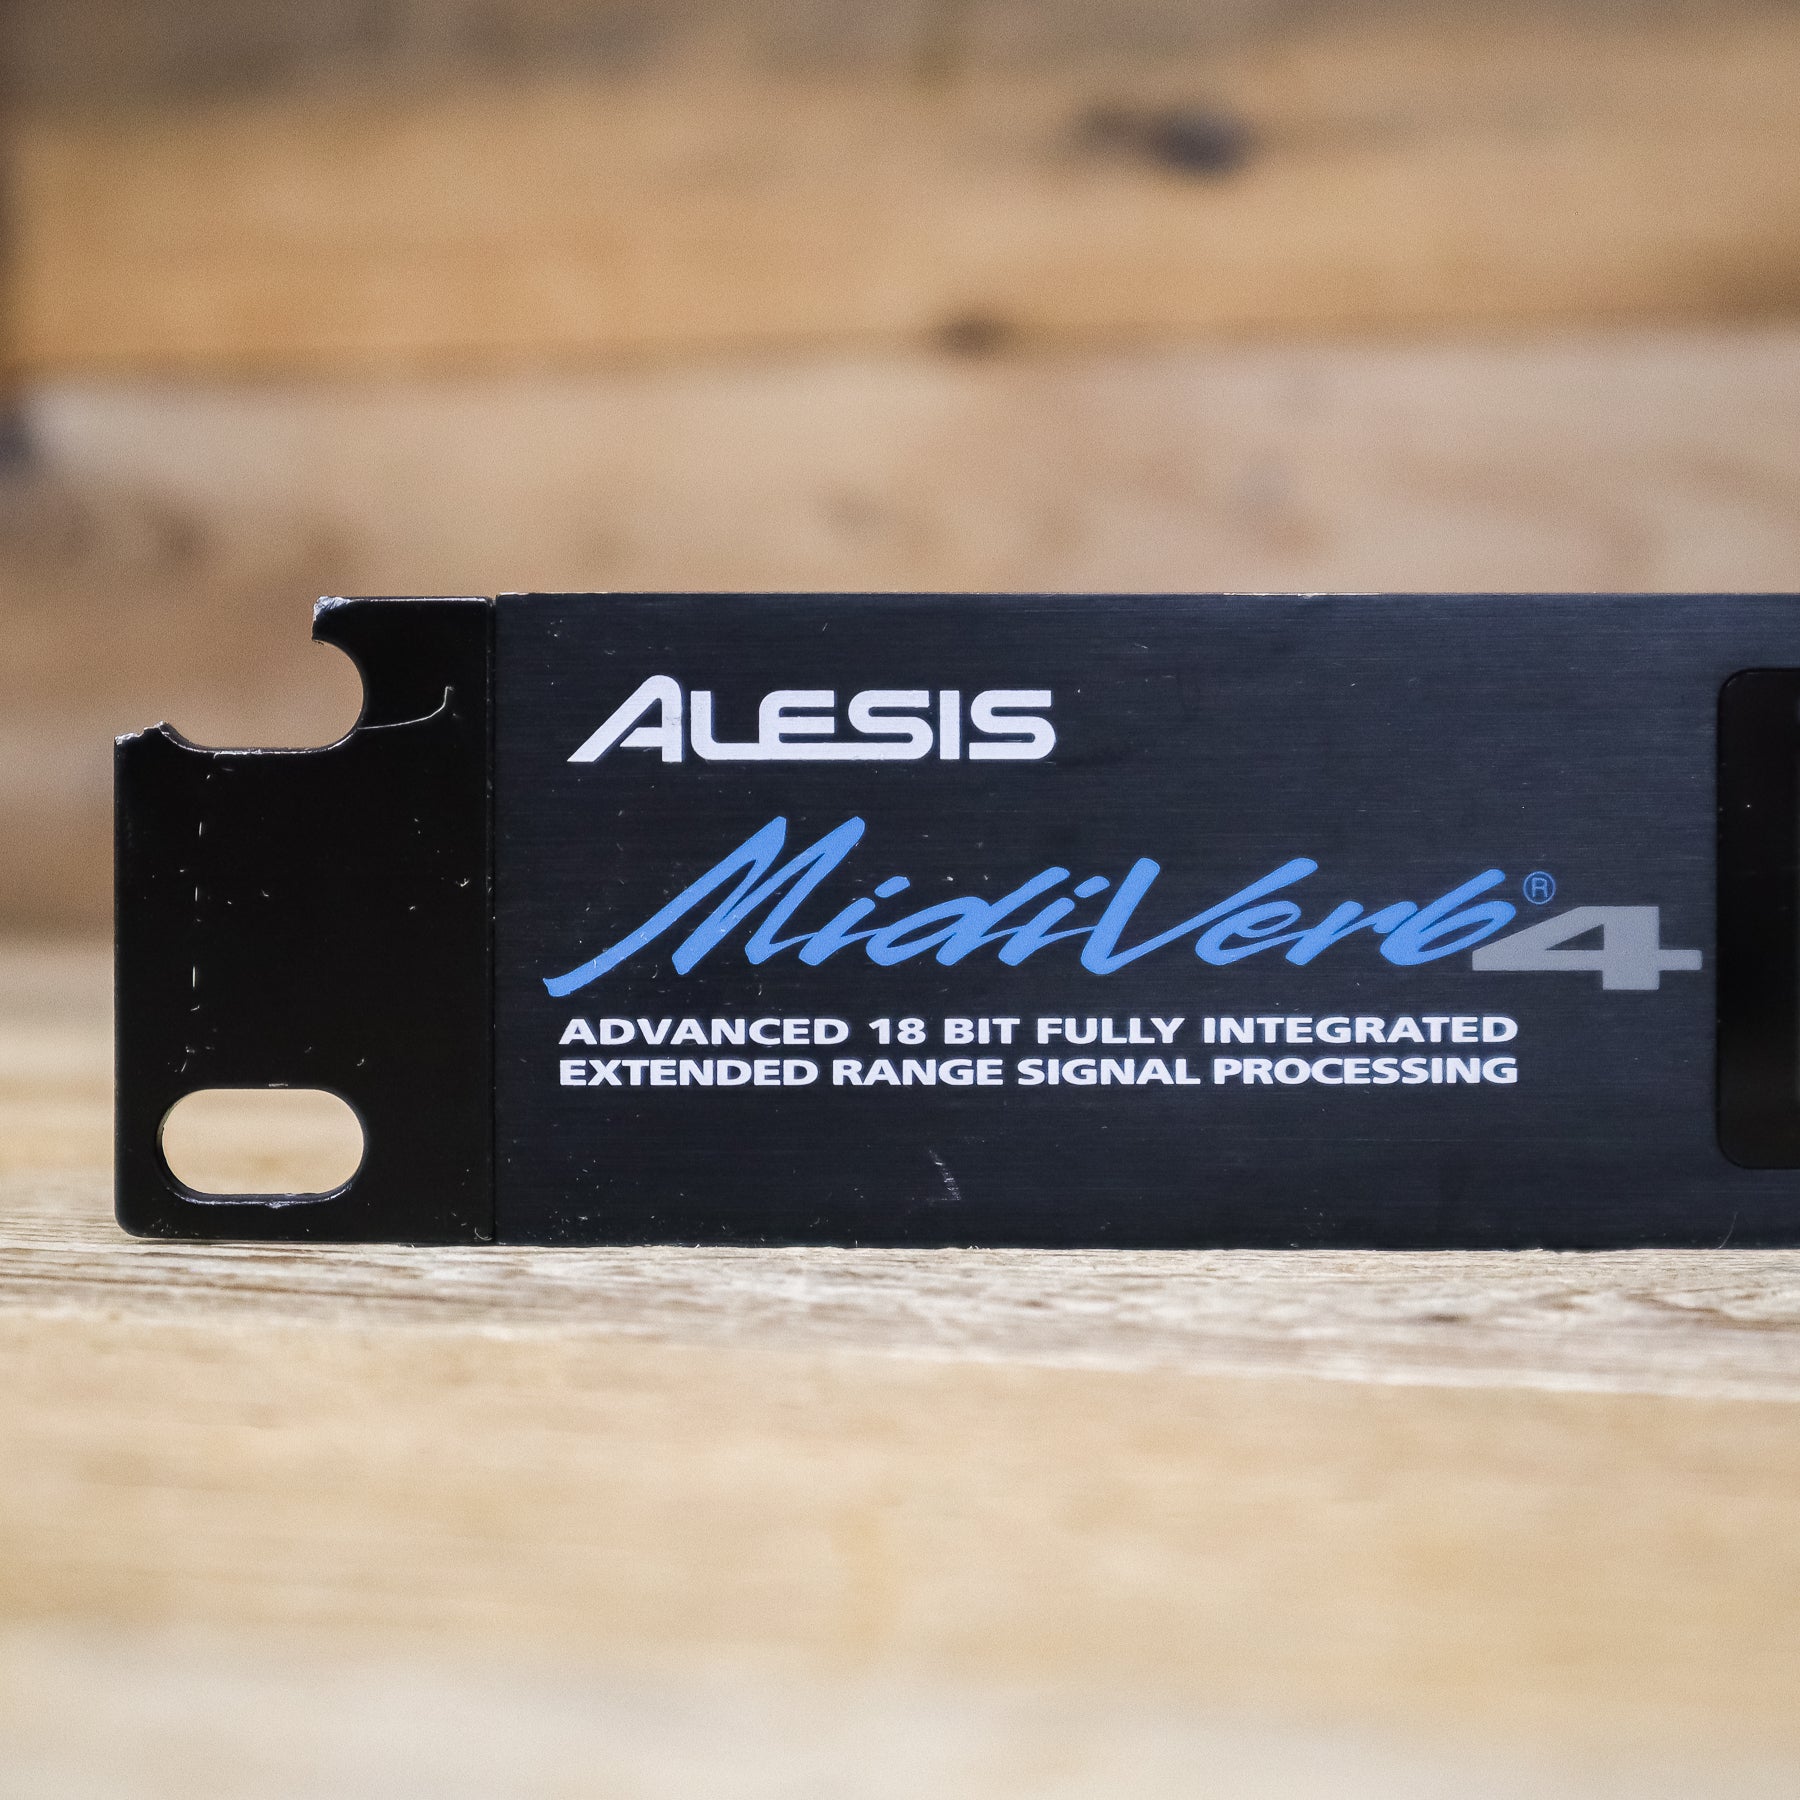 ALESIS
MidiVerb® 4
ADVANCED 18 BIT FULLY INTEGRATED
EXTENDED RANGE SIGNAL PROCESSING